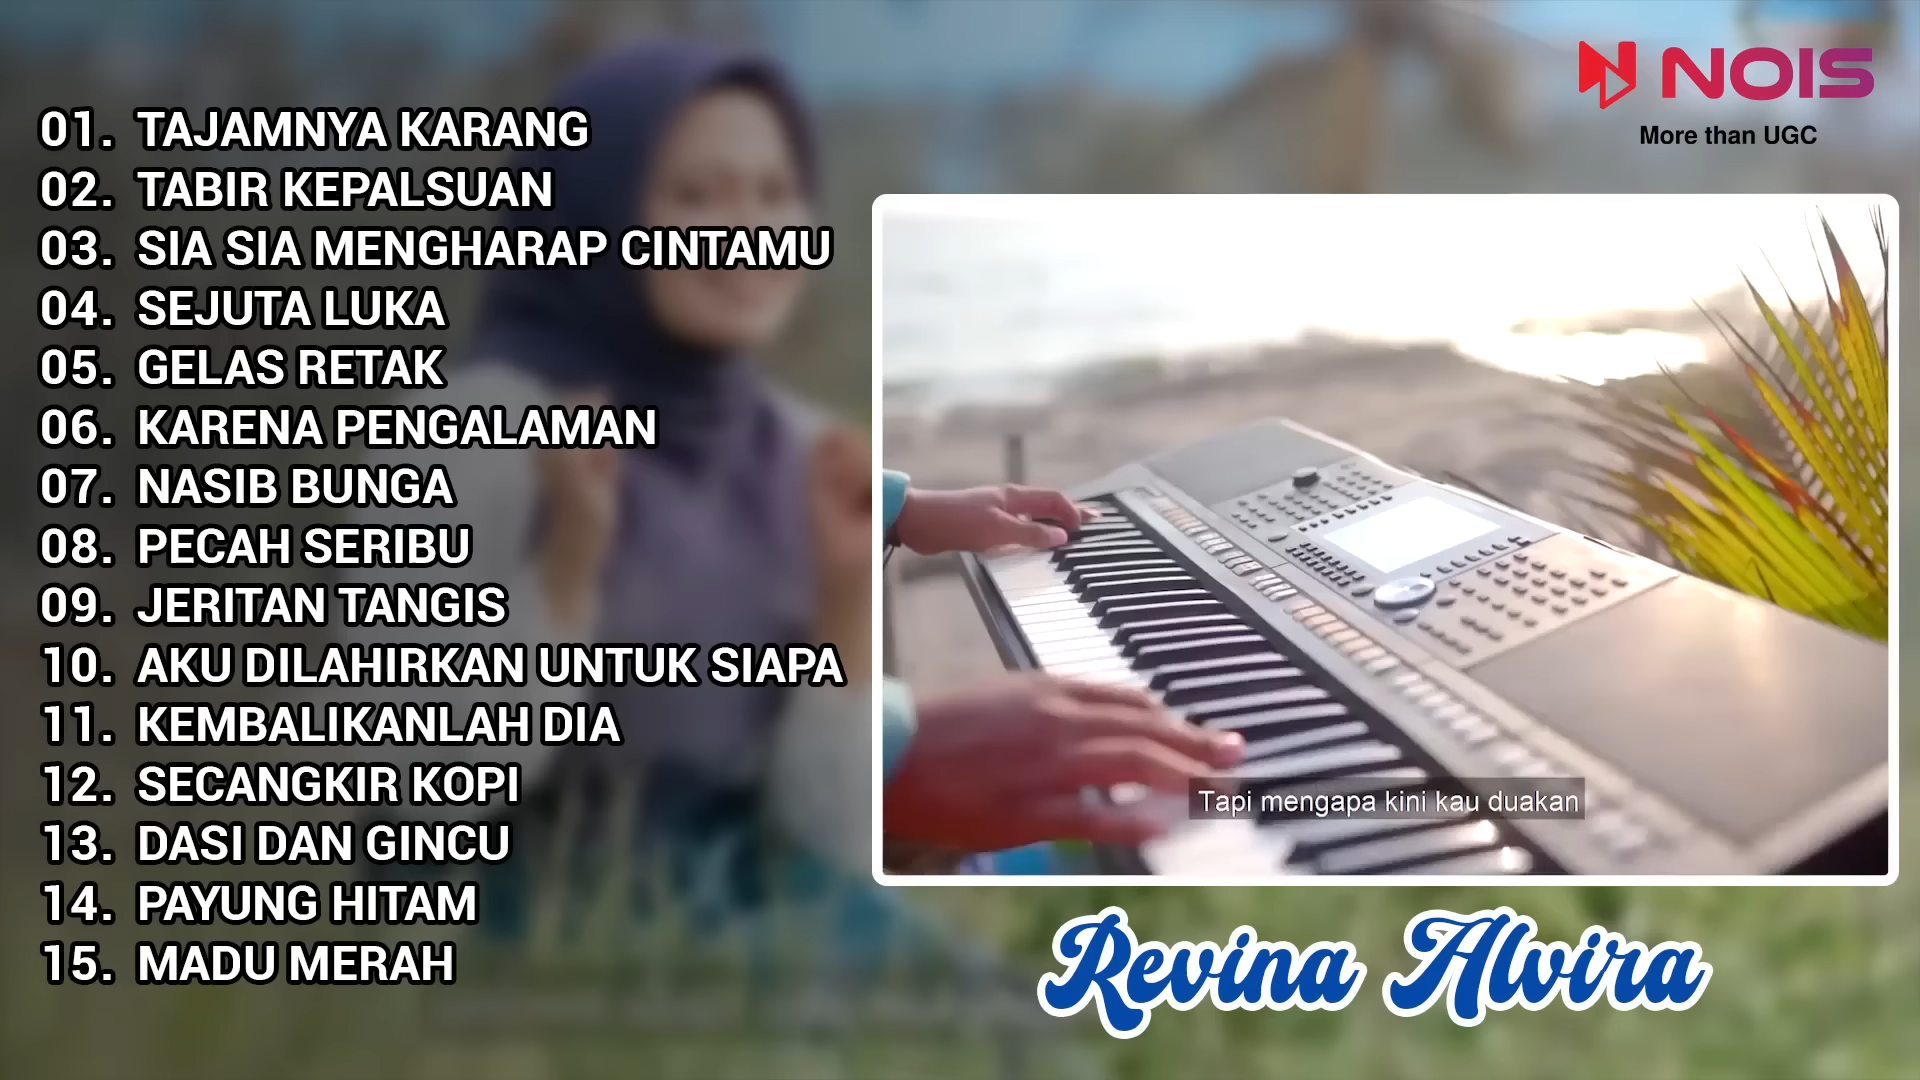 01. TAJAMNYA KARANG
02. TABIR KEPALSUAN
03. SIA SIA MENGHARAP CINTAMU
04. SEJUTA LUKA
05. GELAS RETAK
06. KARENA PENGALAMAN
07. NASIB BUNGA
08. PECAH SERIBU
09. JERITAN TANGIS
10. AKU DILAHIRKAN UNTUK SIAPA
11. KEMBALIKANLAH DIA
12. SECANGKIR KOPI
13. DASI DAN GINCU
14. PAYUNG HITAM
15. MADU MERAH
NOIS
More than UGC
Tapi mengapa kini kau duakan
Revina Alvira